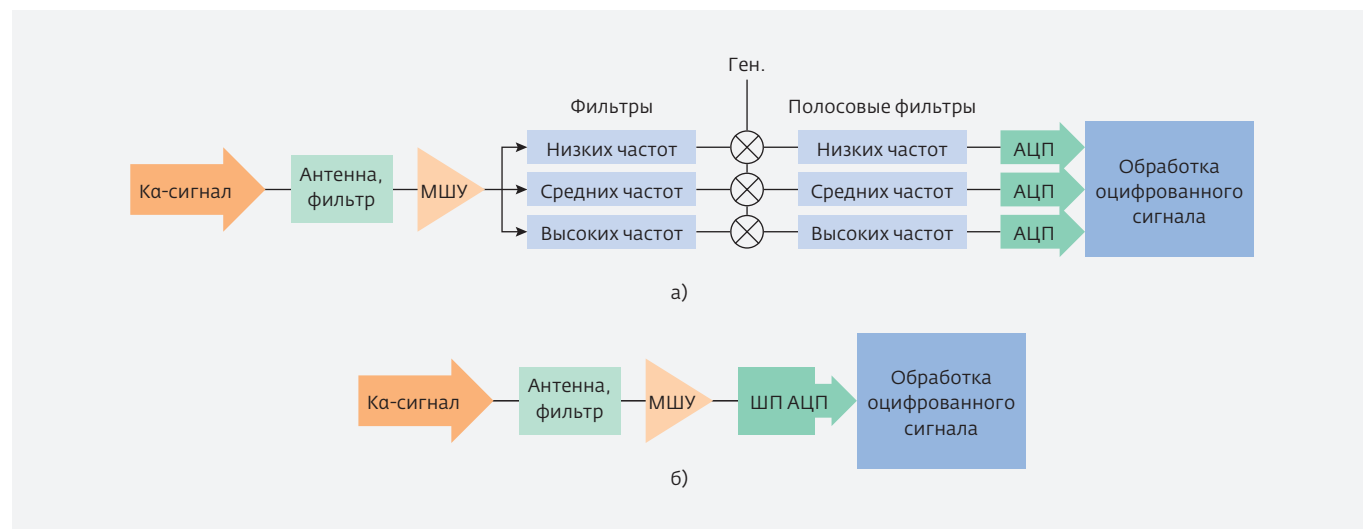 Ген.
Фильтры
Полосовые фильтры
Ka-сигнал
Антенна,
фильтр
МШУ
Низких частот
Средних частот
Высоких частот
Низких частот
Средних частот
Высоких частот
АЦП
АЦП
АЦП
Обработка
оцифрованного
сигнала
а)
Ka-сигнал
Антенна,
фильтр
МШУ
ШП АЦП
Обработка
оцифрованного
сигнала
б)